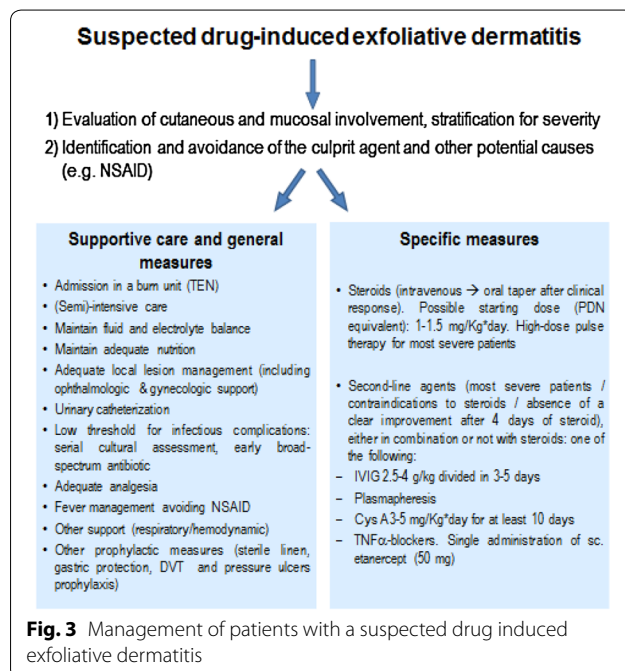 Suspected drug-induced exfoliative dermatitis
1) Evaluation of cutaneous and mucosal involvement, stratification for severity
2) Identification and avoidance of the culprit agent and other potential causes
(e.g. NSAID)
Supportive care and general
measures
• Admission in a burn unit (TEN)
• (Semi)-intensive care
• Maintain fluid and electrolyte balance
• Maintain adequate nutrition
• Adequate local lesion management (including
ophthalmologic & gynecologic support)
• Urinary catheterization
• Low threshold for infectious complications:
serial cultural assessment, early broad-
spectrum antibiotic
• Adequate analgesia
• Fever management avoiding NSAID
• Other support (respiratory/hemodynamic)
• Other prophylactic measures (sterile linen,
gastric protection, DVT and pressure ulcers
prophylaxis)
Specific measures
• Steroids (intravenous → oral taper after clinical
response). Possible starting dose (PDN
equivalent): 1-1.5 mg/Kg*day. High-dose pulse
therapy for most severe patients
• Second-line agents (most severe patients /
contraindications to steroids / absence of a
clear improvement after 4 days of steroid),
either in combination or not with steroids: one of
the following:
– IVIG 2.5-4 g/kg divided in 3-5 days
– Plasmapheresis
– Cys A 3-5 mg/Kg*day for at least 10 days
– TNFα-blockers. Single administration of sc.
etanercept (50 mg)
Fig. 3 Management of patients with a suspected drug induced
exfoliative dermatitis